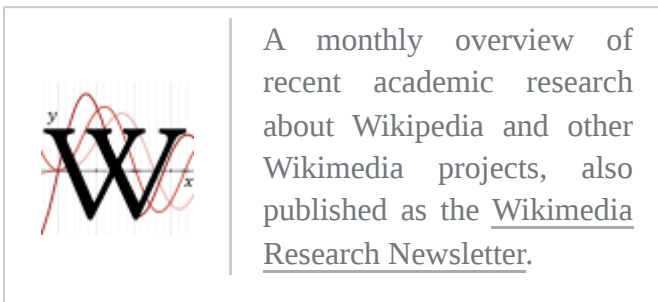 y
W
x
A monthly overview of
recent academic research
about Wikipedia and other
Wikimedia projects, also
published as the Wikimedia
Research Newsletter.